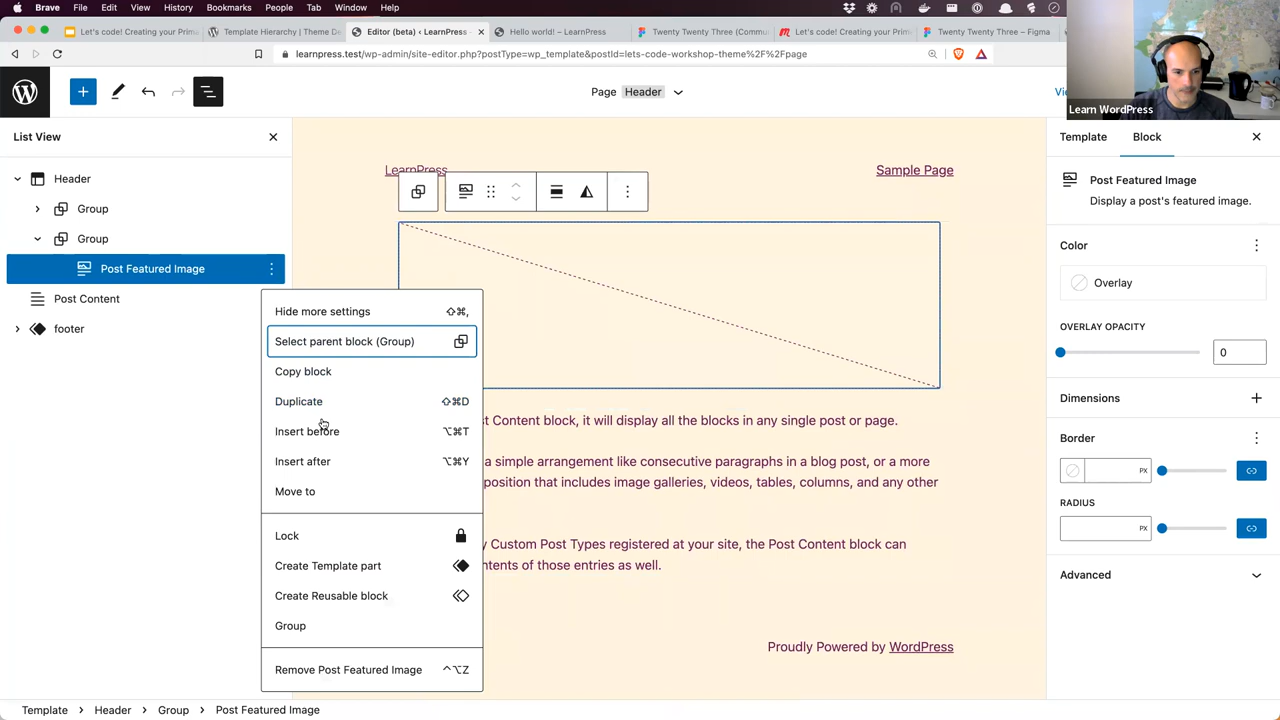 Brave File Edit View History Bookmarks People Tab Window Help
Let's code! Creating your Prima
Template Hierarchy | Theme De
Editor (beta) ‹ LearnPress
Hello world! – LearnPress
Twenty Twenty Three (Commu
Let's code! Creating your Prim
Twenty Twenty Three – Figma
learnpress.test/wp-admin/site-editor.php?postType=wp_template&postId=lets-code-workshop-theme%2F%2Fpage
Page Header
Learn WordPress
List View
Header
Group
Group
Post Featured Image
Post Content
footer
Hide more settings ⇧⌘,
Select parent block (Group)
Copy block
Duplicate ⇧⌘D
Insert before ⌥⌘T
Insert after ⌥⌘Y
Move to
Lock
Create Template part
Create Reusable block
Group
Remove Post Featured Image ^⌥Z
LearnPress
Sample Page
st Content block, it will display all the blocks in any single post or page.
a simple arrangement like consecutive paragraphs in a blog post, or a more
position that includes image galleries, videos, tables, columns, and any other
y Custom Post Types registered at your site, the Post Content block can
ntents of those entries as well.
Proudly Powered by WordPress
Template Block
Post Featured Image
Display a post's featured image.
Color
Overlay
OVERLAY OPACITY
0
Dimensions
Border
PX
RADIUS
PX
Advanced
Template › Header › Group › Post Featured Image